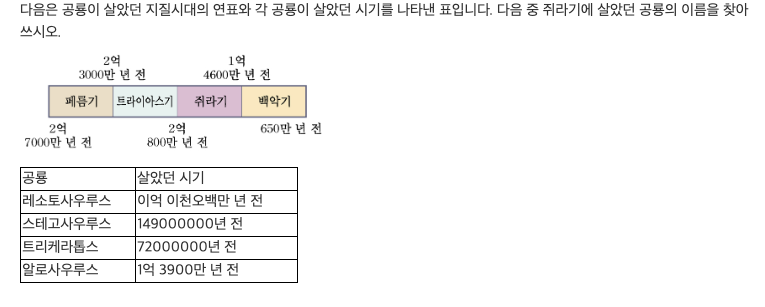 다음은 공룡이 살았던 지질시대의 연표와 각 공룡이 살았던 시기를 나타낸 표입니다. 다음 중 쥐라기에 살았던 공룡의 이름을 찾아
쓰시오.
2억 1억
3000만 년 전 4600만 년 전
페름기 트라이아스기 쥐라기 백악기
2억 2억 650만 년 전
7000만 년 전 800만 년 전
공룡 살았던 시기
레소토사우루스 이억 이천오백만 년 전
스테고사우루스 149000000년 전
트리케라톱스 72000000년 전
알로사우루스 1억 3900만 년 전